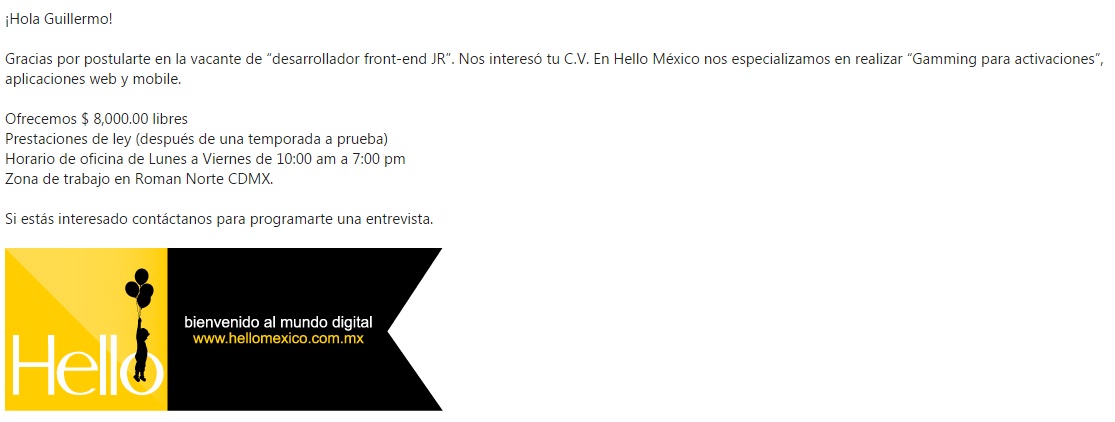 ¡Hola Guillermo!
Gracias por postularte en la vacante de “desarrollador front-end JR”. Nos interesó tu C.V. En Hello México nos especializamos en realizar “Gamming para activaciones”,
aplicaciones web y mobile.
Ofrecemos $ 8,000.00 libres
Prestaciones de ley (después de una temporada a prueba)
Horario de oficina de Lunes a Viernes de 10:00 am a 7:00 pm
Zona de trabajo en Roman Norte CDMX.
Si estás interesado contáctanos para programarte una entrevista.
bienvenido al mundo digital
www.hellomexico.com.mx
Hello